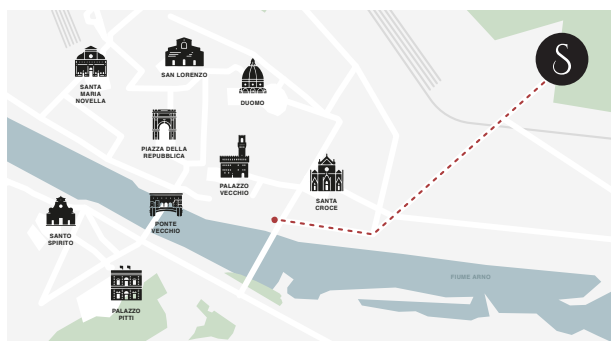 S
SAN LORENZO
SANTA
MARIA
NOVELLA
DUOMO
PIAZZA DELLA
REPUBBLICA
PALAZZO
VECCHIO
SANTA
CROCE
PONTE
VECCHIO
SANTO
SPIRITO
FIUME ARNO
PALAZZO
PITTI